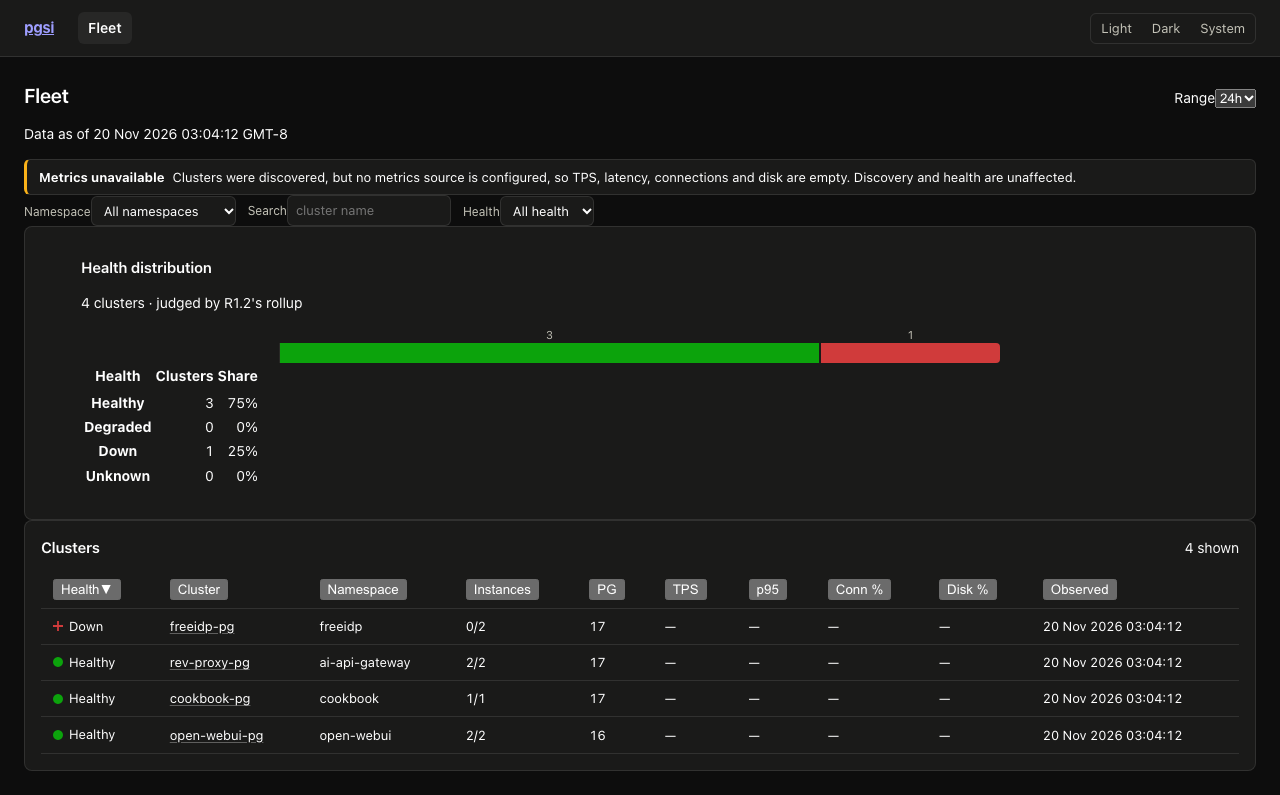 pgsi Fleet Light Dark System
Fleet
Range 24h
Data as of 20 Nov 2026 03:04:12 GMT-8
Metrics unavailable Clusters were discovered, but no metrics source is configured, so TPS, latency, connections and disk are empty. Discovery and health are unaffected.
Namespace All namespaces Search cluster name Health All health
Health distribution
4 clusters · judged by R1.2's rollup
3 1
Health Clusters Share
Healthy 3 75%
Degraded 0 0%
Down 1 25%
Unknown 0 0%
Clusters 4 shown
Health▼ Cluster Namespace Instances PG TPS p95 Conn % Disk % Observed
Down freeidp-pg freeidp 0/2 17 — — — — 20 Nov 2026 03:04:12
Healthy rev-proxy-pg ai-api-gateway 2/2 17 — — — — 20 Nov 2026 03:04:12
Healthy cookbook-pg cookbook 1/1 17 — — — — 20 Nov 2026 03:04:12
Healthy open-webui-pg open-webui 2/2 16 — — — — 20 Nov 2026 03:04:12